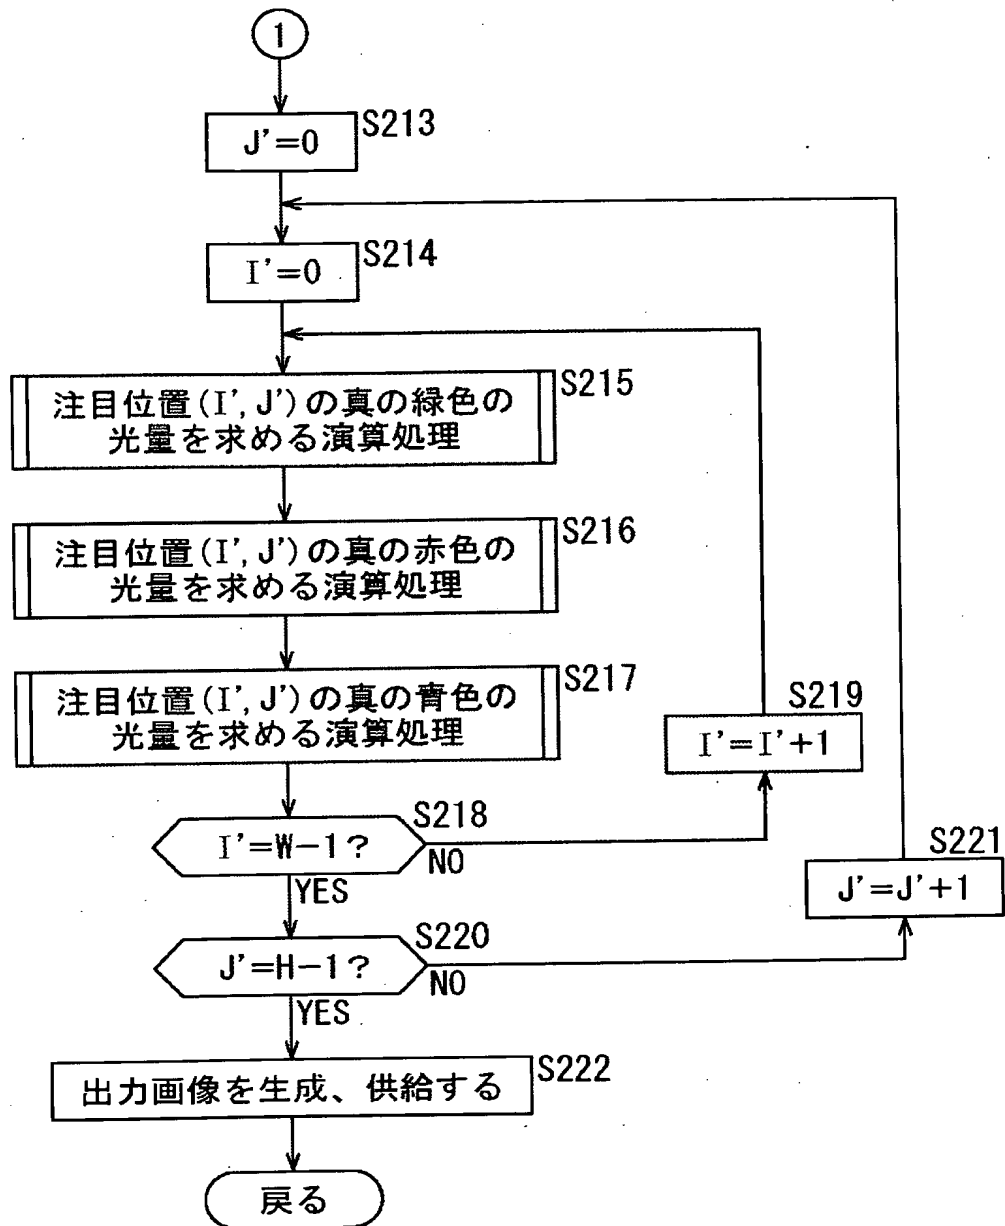 1
J'=0
S213
I'=0
S214
注目位置(I', J')の真の緑色の
光量を求める演算処理
S215
注目位置(I', J')の真の赤色の
光量を求める演算処理
S216
注目位置(I', J')の真の青色の
光量を求める演算処理
S217
S219
I'=I'+1
S218
I'=W-1?
NO
YES
S221
J'=J'+1
S220
J'=H-1?
NO
YES
出力画像を生成、供給する
S222
戻る